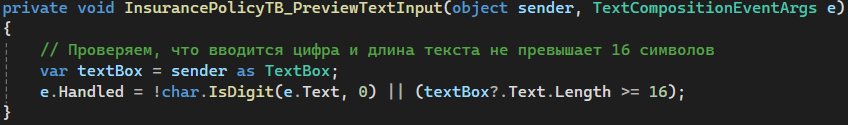 private void InsurancePolicyTB_PreviewTextInput(object sender, TextCompositionEventArgs e)
{
    // Проверяем, что вводится цифра и длина текста не превышает 16 символов
    var textBox = sender as TextBox;
    e.Handled = !char.IsDigit(e.Text, 0) || (textBox?.Text.Length >= 16);
}